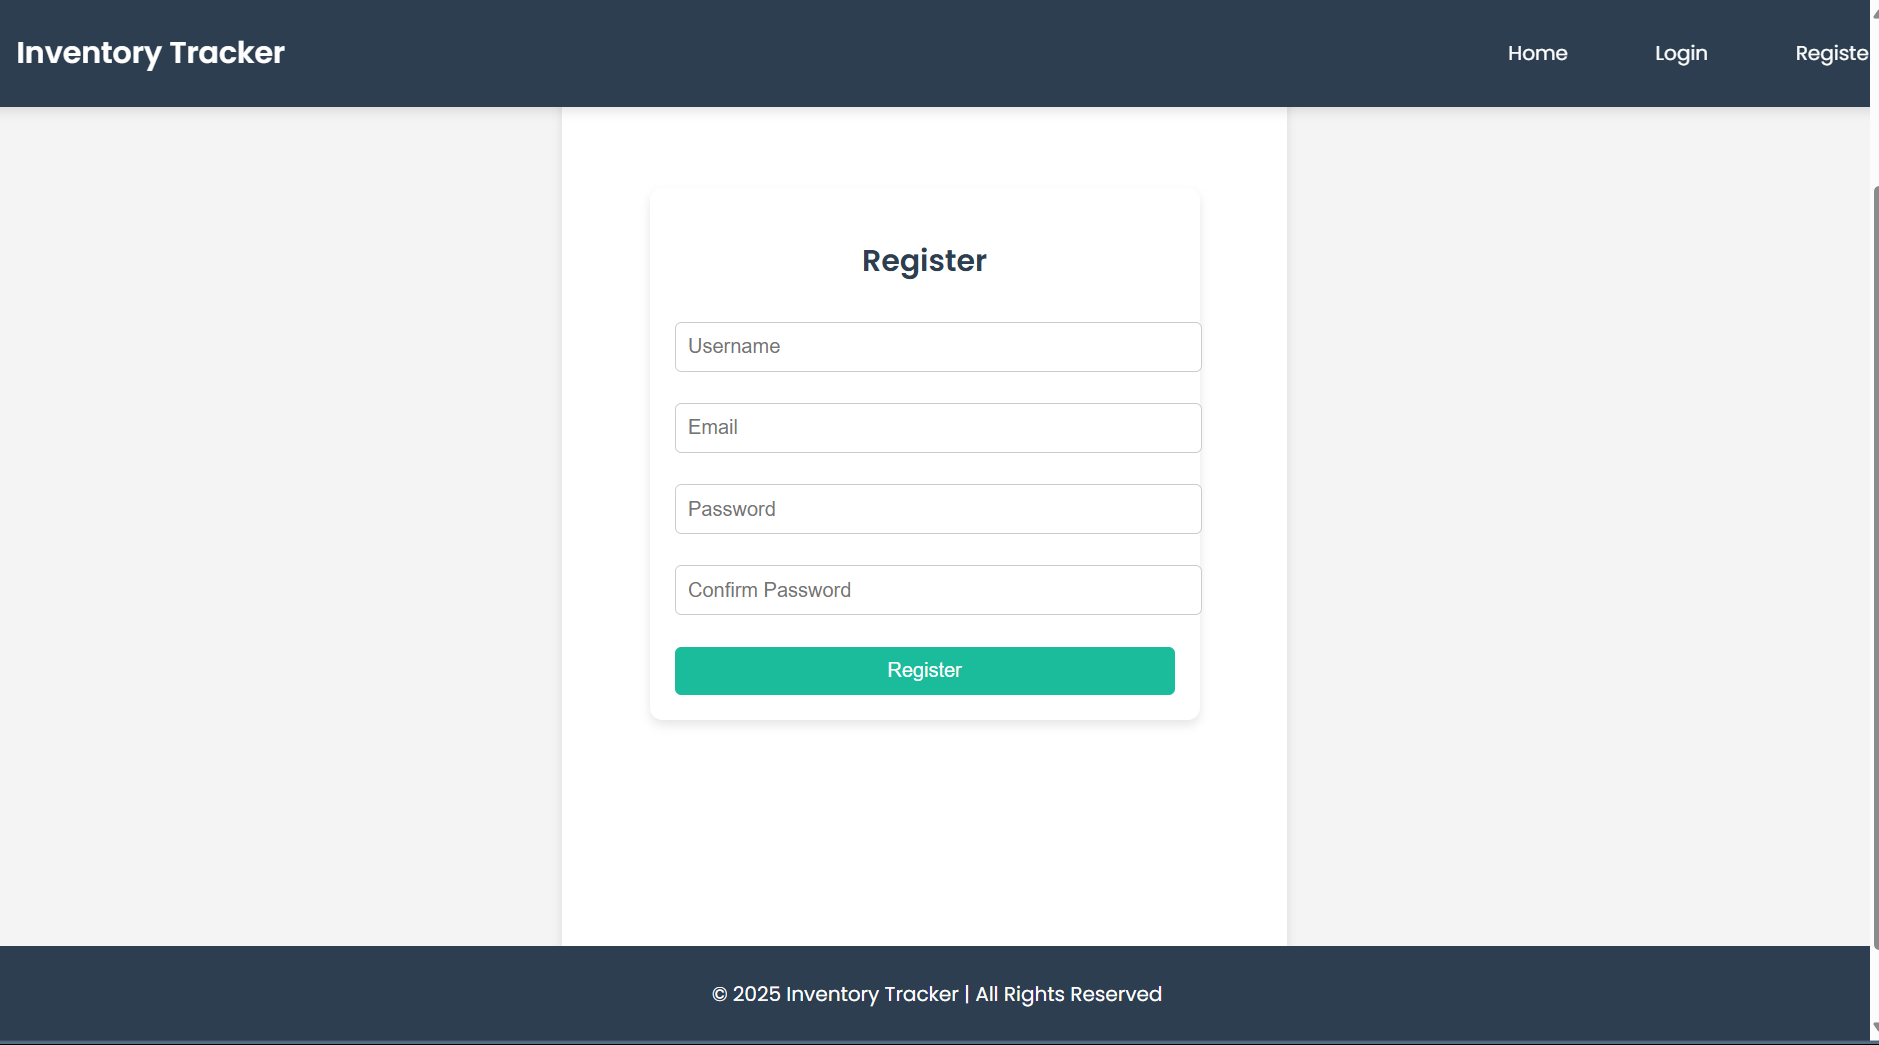 Inventory Tracker
Home Login Registe
Register
Username
Email
Password
Confirm Password
Register
© 2025 Inventory Tracker | All Rights Reserved